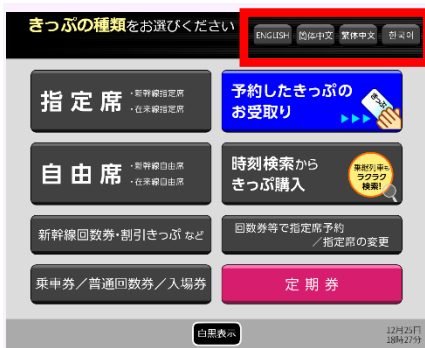 きっぷの種類をお選びください
ENGLISH
简体中文
繁体中文
한국어
指定席
・新幹線指定席
・在来線指定席
予約したきっぷの
お受取り
きっぷ
自由席
・新幹線自由席
・在来線自由席
時刻検索から
きっぷ購入
乗継列車も
ラクラク
検索!
新幹線回数券・割引きっぷ など
回数券等で指定席予約
／指定席の変更
乗車券／普通回数券／入場券
定期券
白黒表示
12月25日
18時27分